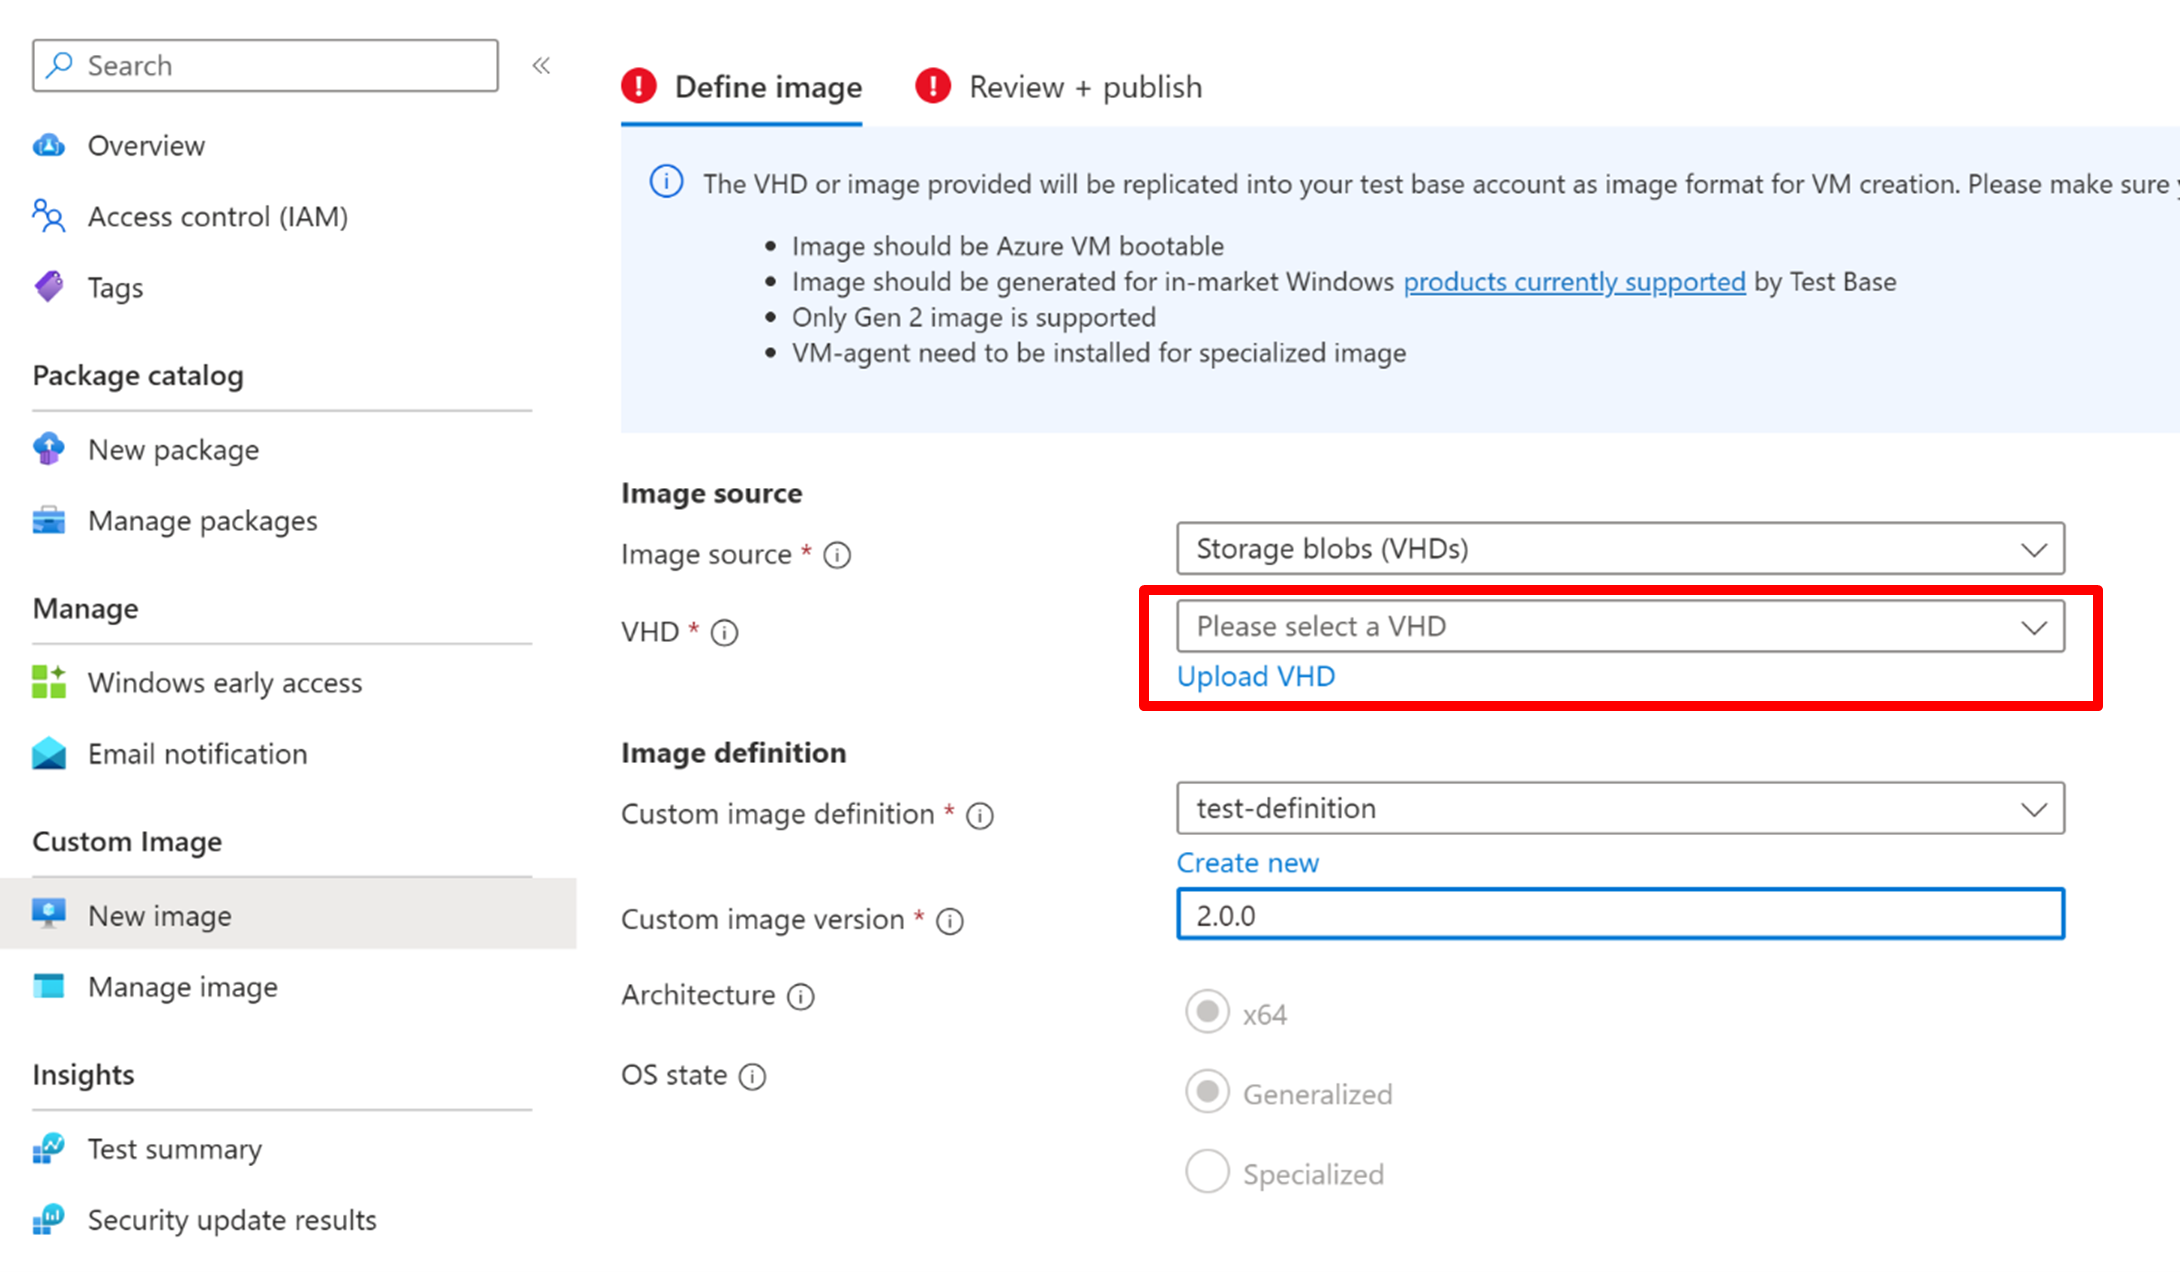 Search
Overview
Access control (IAM)
Tags
Package catalog
New package
Manage packages
Manage
Windows early access
Email notification
Custom Image
New image
Manage image
Insights
Test summary
Security update results
Define image
Review + publish
The VHD or image provided will be replicated into your test base account as image format for VM creation. Please make sure
Image should be Azure VM bootable
Image should be generated for in-market Windows products currently supported by Test Base
Only Gen 2 image is supported
VM-agent need to be installed for specialized image
Image source
Image source *
Storage blobs (VHDs)
VHD *
Please select a VHD
Upload VHD
Image definition
Custom image definition *
test-definition
Create new
Custom image version *
2.0.0
Architecture
x64
OS state
Generalized
Specialized